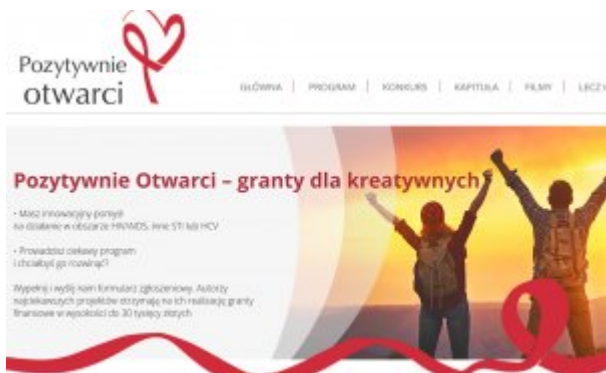 Pozytywnie
otwarci
GŁÓWNA | PROGRAM | KONKURS | KAPITUŁA | FILMY | LECZ
Pozytywnie Otwarci – granty dla kreatywnych
• Masz innowacyjny pomysł
na działanie w obszarze HIV/AIDS, inne STI lub HCV
• Prowadzisz ciekawy program
i chciałbyś go rozwinąć?
Wypełnij i wyślij nam formularz zgłoszeniowy. Autorzy
najciekawszych projektów otrzymają na ich realizację granty
finansowe w wysokości do 30 tysięcy złotych